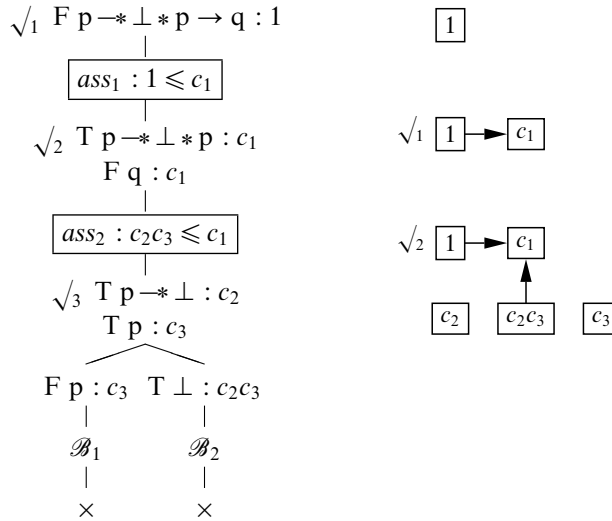 √1 F p —∗ ⊥ ∗ p → q : 1
1
ass1 : 1 ⩽ c1
√2 T p —∗ ⊥ ∗ p : c1
F q : c1
√1 1 c1
ass2 : c2c3 ⩽ c1
√2 1 c1
√3 T p —∗ ⊥ : c2
T p : c3
c2 c2c3 c3
F p : c3 T ⊥ : c2c3
ℬ1 ℬ2
× ×